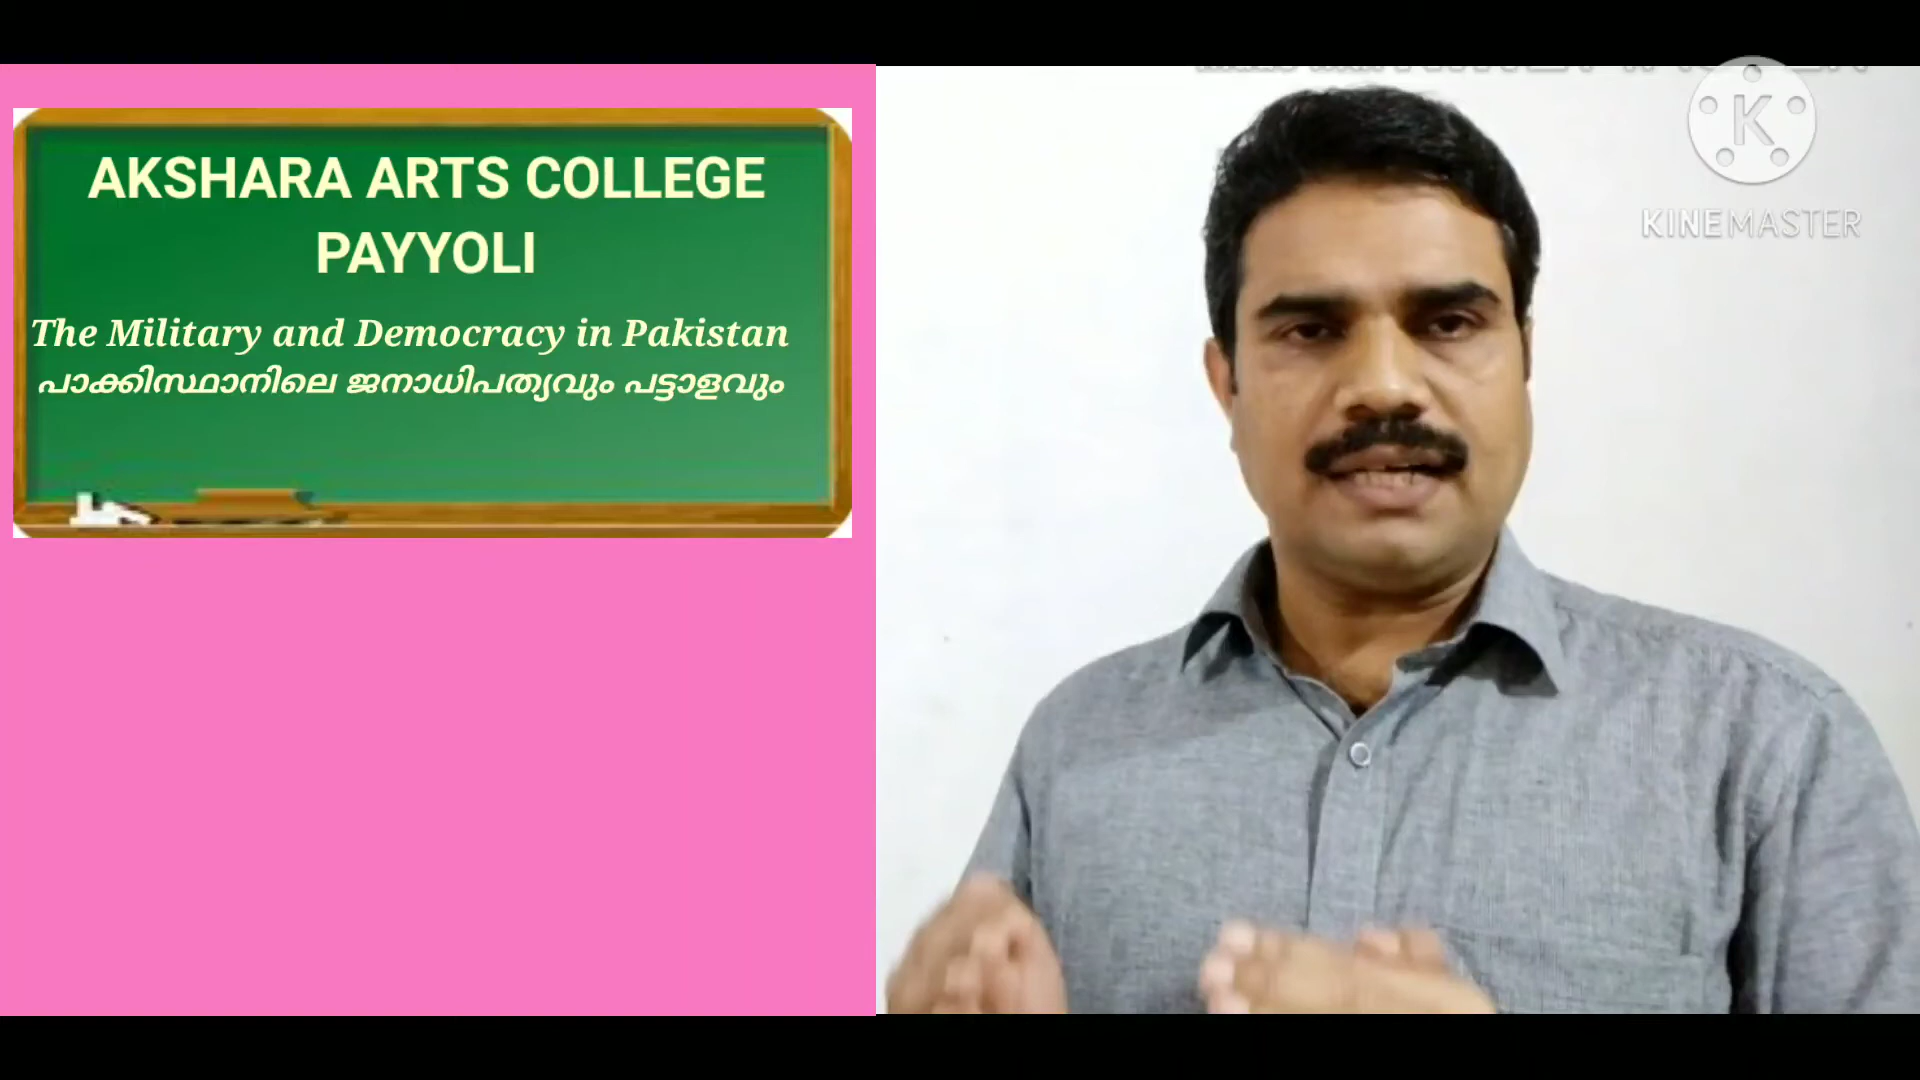 AKSHARA ARTS COLLEGE
PAYYOLI
The Military and Democracy in Pakistan
പാക്കിസ്ഥാനിലെ ജനാധിപത്യവും പട്ടാളവും
K
KINEMASTER